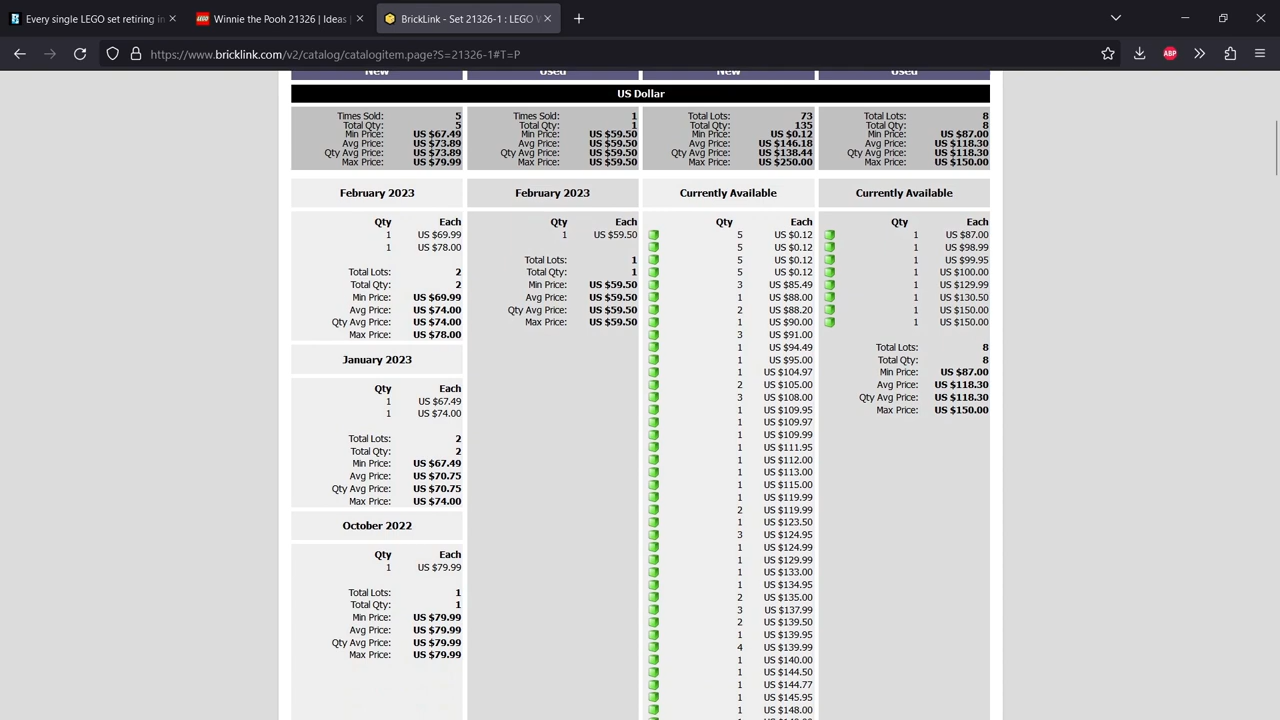 Every single LEGO set retiring in
Winnie the Pooh 21326 | Ideas |
BrickLink - Set 21326-1 : LEGO W
https://www.bricklink.com/v2/catalog/catalogitem.page?S=21326-1#T=P
ABP
New Used New Used
US Dollar
Times Sold: 5
Total Qty: 5
Min Price: US $67.49
Avg Price: US $73.89
Qty Avg Price: US $73.89
Max Price: US $79.99
Times Sold: 1
Total Qty: 1
Min Price: US $59.50
Avg Price: US $59.50
Qty Avg Price: US $59.50
Max Price: US $59.50
Total Lots: 73
Total Qty: 135
Min Price: US $0.12
Avg Price: US $146.18
Qty Avg Price: US $138.44
Max Price: US $250.00
Total Lots: 8
Total Qty: 8
Min Price: US $87.00
Avg Price: US $118.30
Qty Avg Price: US $118.30
Max Price: US $150.00
February 2023
Qty Each
1 US $69.99
1 US $78.00
Total Lots: 2
Total Qty: 2
Min Price: US $69.99
Avg Price: US $74.00
Qty Avg Price: US $74.00
Max Price: US $78.00
January 2023
Qty Each
1 US $67.49
1 US $74.00
Total Lots: 2
Total Qty: 2
Min Price: US $67.49
Avg Price: US $70.75
Qty Avg Price: US $70.75
Max Price: US $74.00
October 2022
Qty Each
1 US $79.99
Total Lots: 1
Total Qty: 1
Min Price: US $79.99
Avg Price: US $79.99
Qty Avg Price: US $79.99
Max Price: US $79.99
February 2023
Qty Each
1 US $59.50
Total Lots: 1
Total Qty: 1
Min Price: US $59.50
Avg Price: US $59.50
Qty Avg Price: US $59.50
Max Price: US $59.50
Currently Available
Qty Each
5 US $0.12
5 US $0.12
5 US $0.12
5 US $0.12
3 US $85.49
1 US $88.00
2 US $88.20
1 US $90.00
3 US $91.00
1 US $94.49
1 US $95.00
1 US $104.97
2 US $105.00
3 US $108.00
1 US $109.95
1 US $109.97
1 US $109.99
1 US $111.95
1 US $112.00
1 US $113.00
1 US $115.00
1 US $119.99
2 US $119.99
1 US $123.50
3 US $124.95
1 US $124.99
1 US $129.99
1 US $133.00
1 US $134.95
2 US $135.00
3 US $137.99
2 US $139.50
1 US $139.95
4 US $139.99
1 US $140.00
1 US $144.50
1 US $144.77
1 US $145.95
1 US $148.00
Currently Available
Qty Each
1 US $87.00
1 US $98.99
1 US $99.95
1 US $100.00
1 US $129.99
1 US $130.50
1 US $150.00
1 US $150.00
Total Lots: 8
Total Qty: 8
Min Price: US $87.00
Avg Price: US $118.30
Qty Avg Price: US $118.30
Max Price: US $150.00